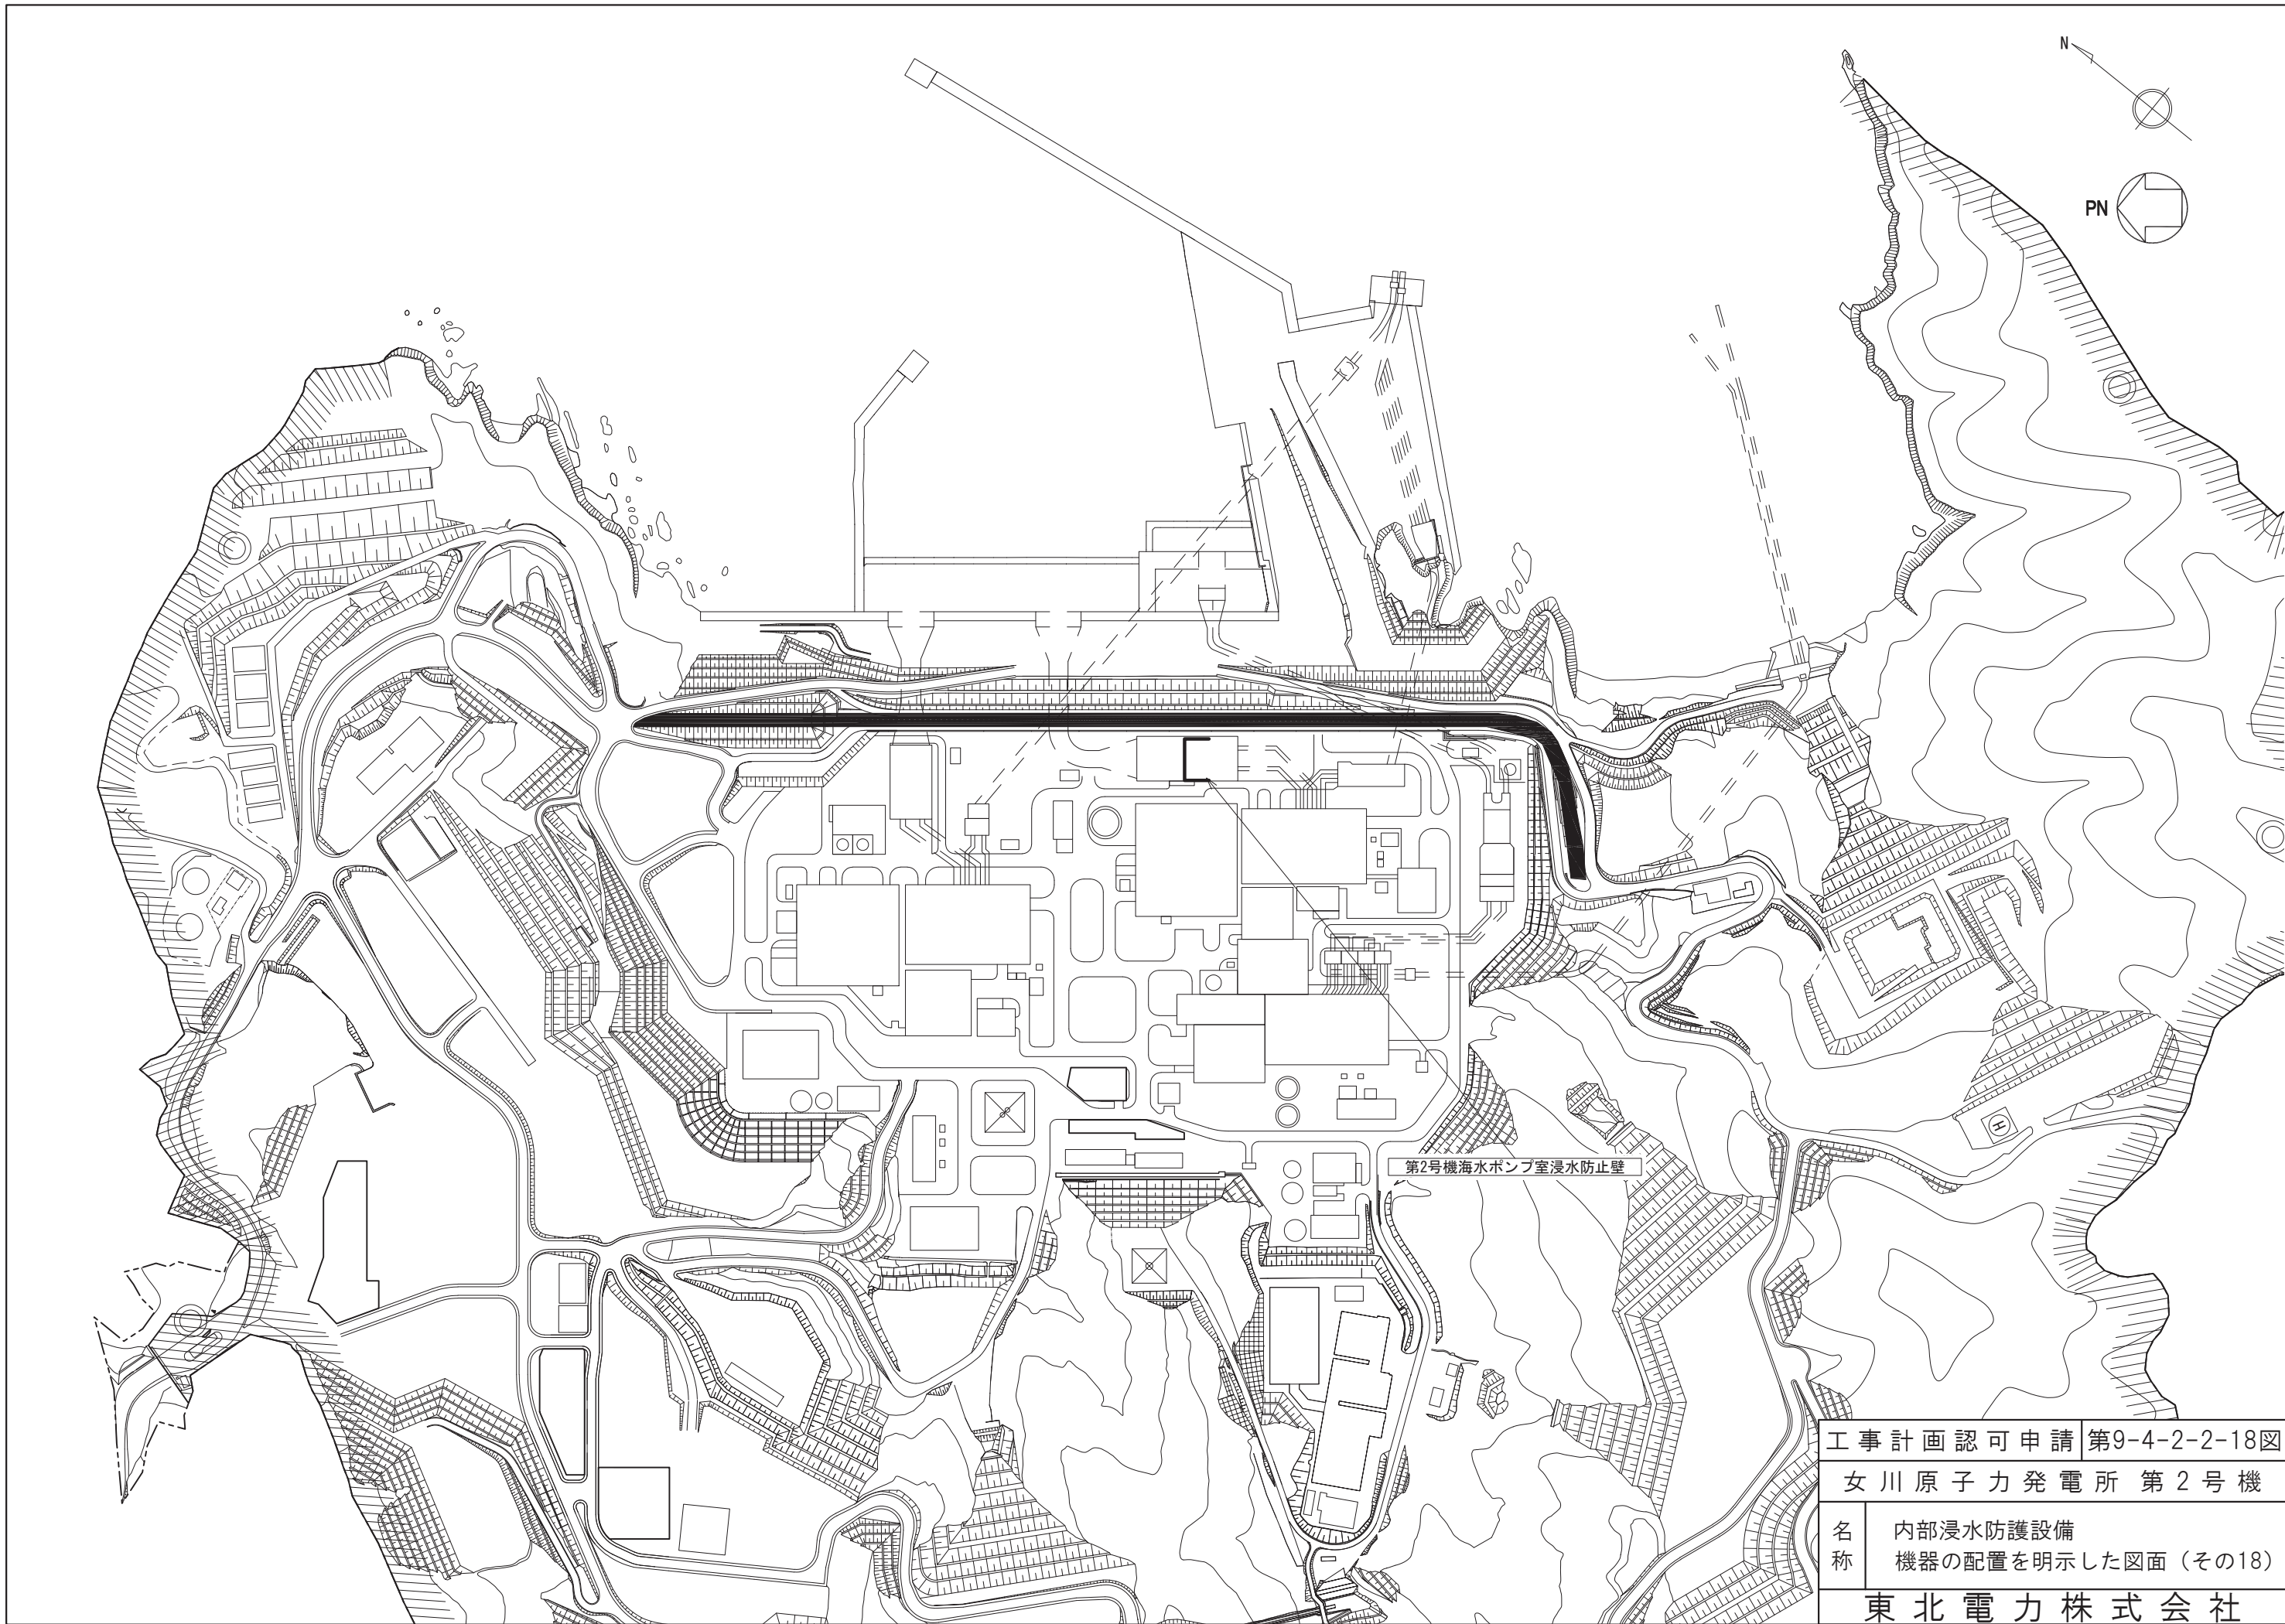 N
PN
第2号機海水ポンプ室浸水防止壁
H
工事計画認可申請 第9-4-2-2-18図
女川原子力発電所 第2号機
名称
内部浸水防護設備
機器の配置を明示した図面（その18）
東北電力株式会社